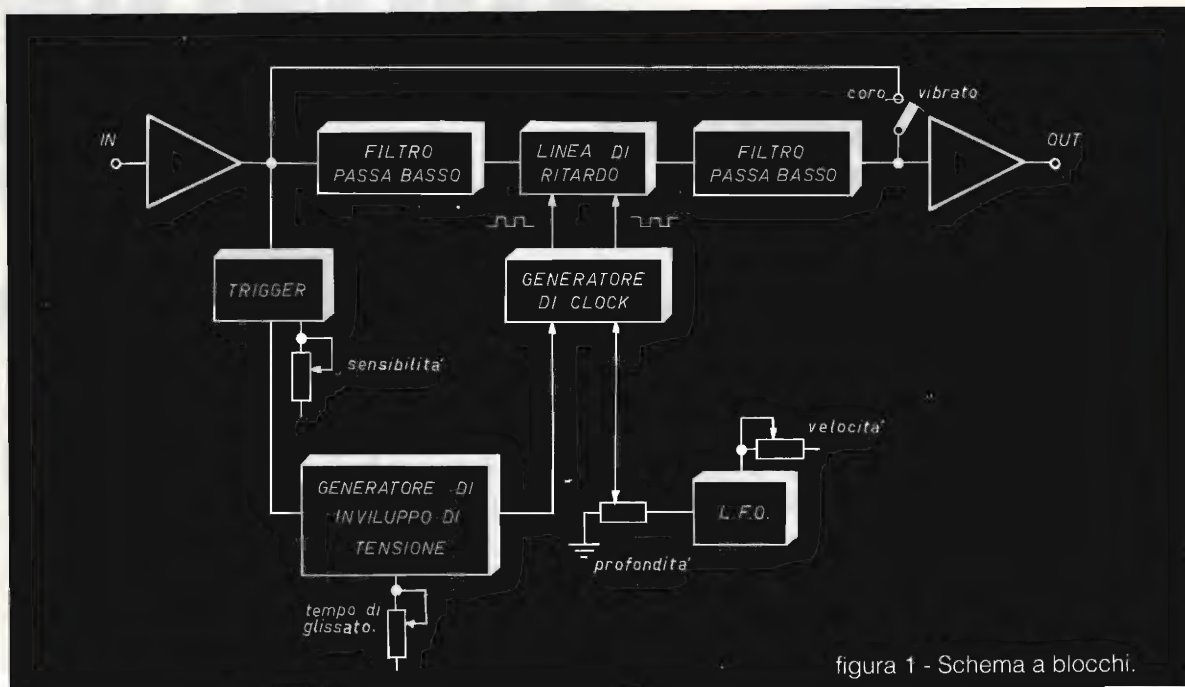 IN
FILTRO
PASSA BASSO
LINEA DI
RITARDO
FILTRO
PASSA BASSO
coro
vibrato
OUT
TRIGGER
sensibilita'
GENERATORE
DI CLOCK
GENERATORE DI
INVILUPPO DI
TENSIONE
tempo di
glissato.
profondita'
L.F.O.
velocita'
figura 1 - Schema a blocchi.